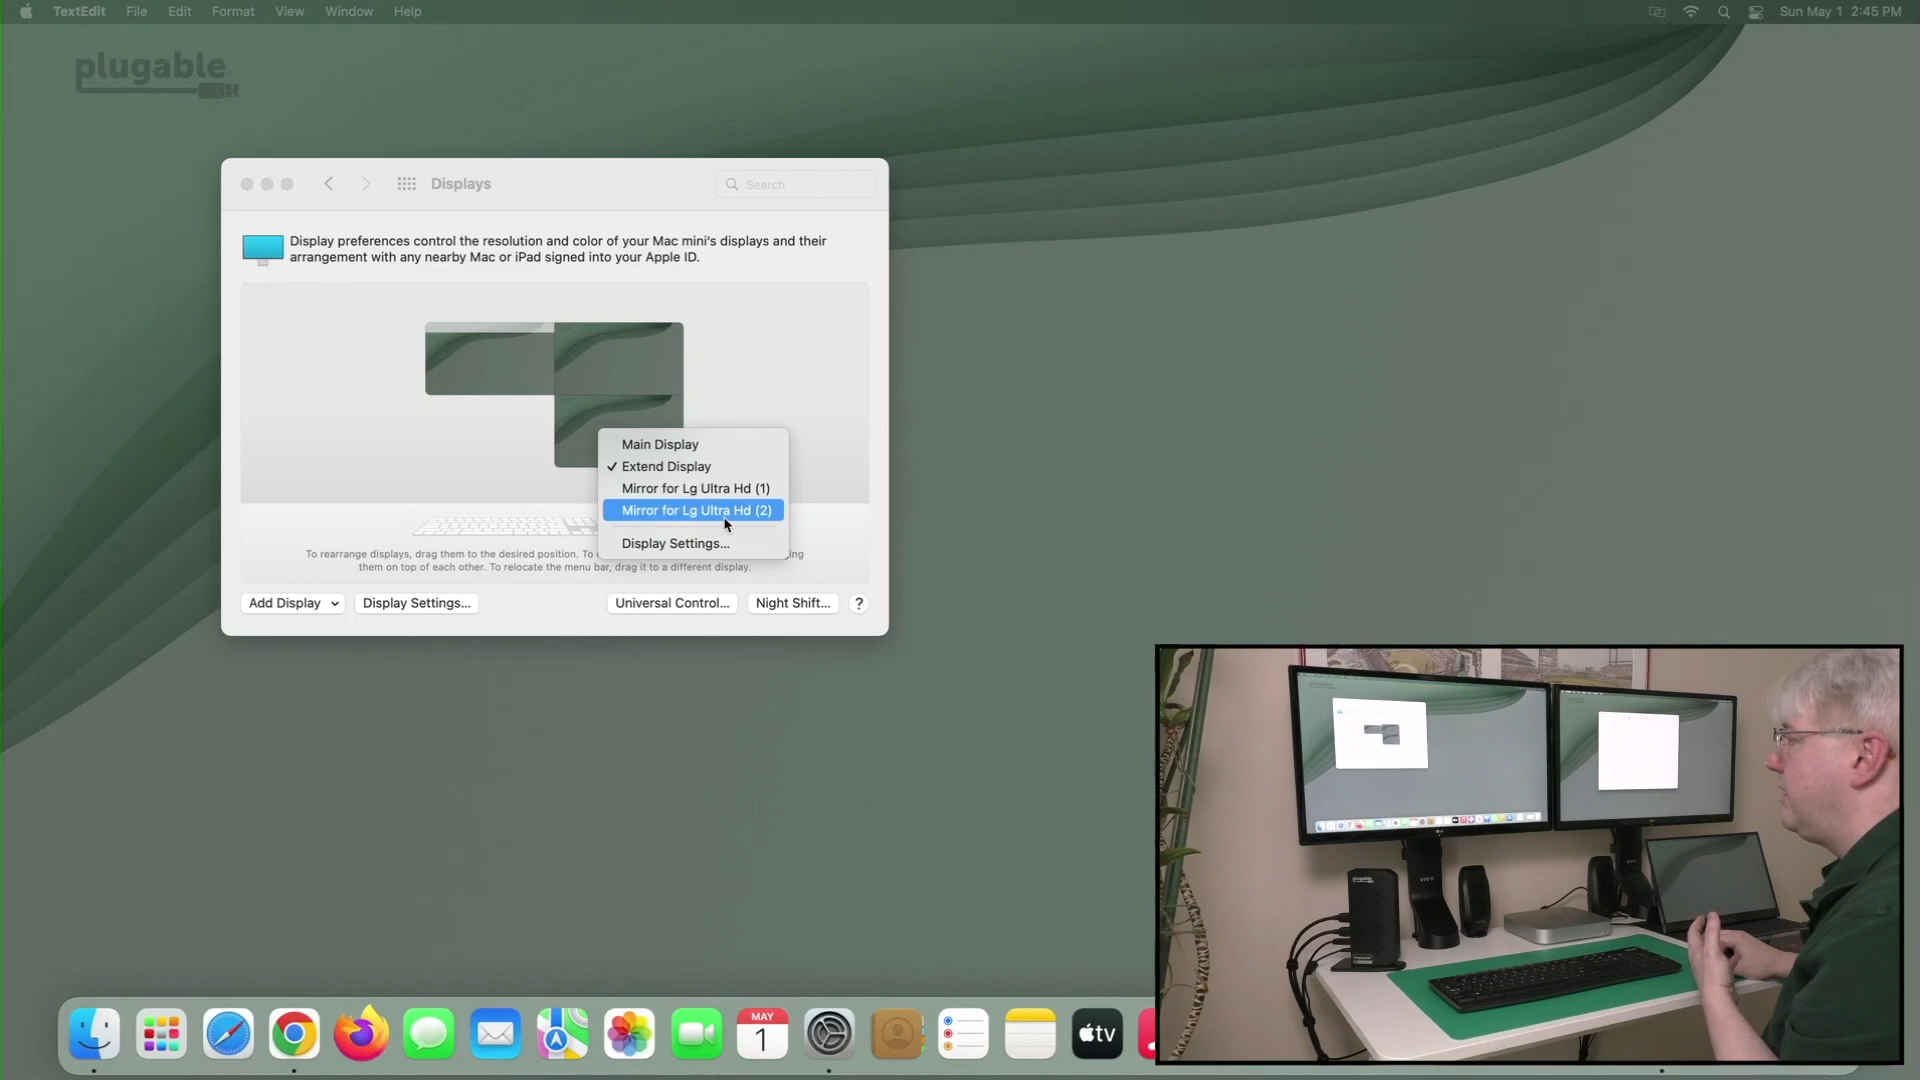 TextEdit File Edit Format View Window Help Sun May 1 2:45 PM
plugable
Displays
Search
Display preferences control the resolution and color of your Mac mini's displays and their
arrangement with any nearby Mac or iPad signed into your Apple ID.
Main Display
Extend Display
Mirror for Lg Ultra Hd (1)
Mirror for Lg Ultra Hd (2)
Display Settings...
To rearrange displays, drag them to the desired position. To
ing
them on top of each other. To relocate the menu bar, drag it to a different display.
Add Display Display Settings... Universal Control... Night Shift... ?
plugable
VIVO
MAY
1
tv